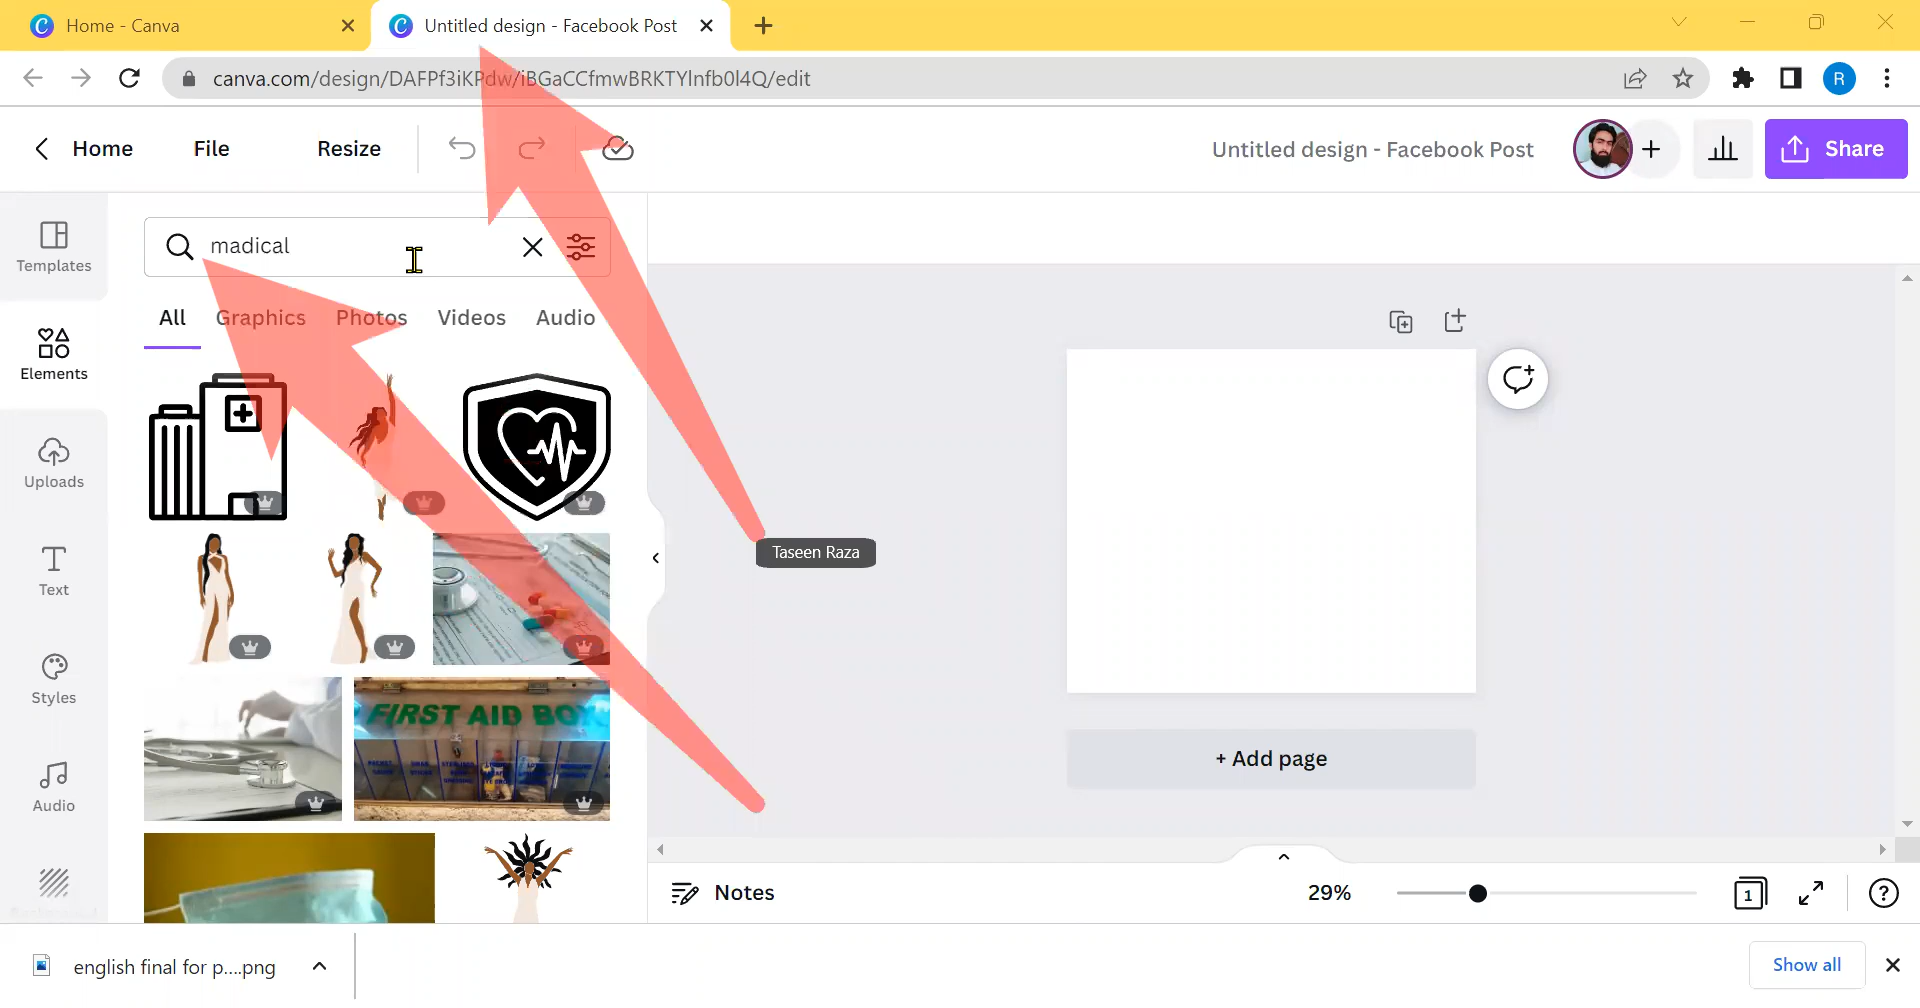 Home - Canva
Untitled design - Facebook Post
canva.com/design/DAFPf3iKPdw/iBGaCCfmwBRKTYlnfb0l4Q/edit
R
Home
File
Resize
Untitled design - Facebook Post
Share
Templates
Elements
Uploads
Text
Styles
Audio
madical
All
Graphics
Photos
Videos
Audio
FIRST AID BOX
Taseen Raza
+ Add page
Notes
29%
1
english final for p....png
Show all